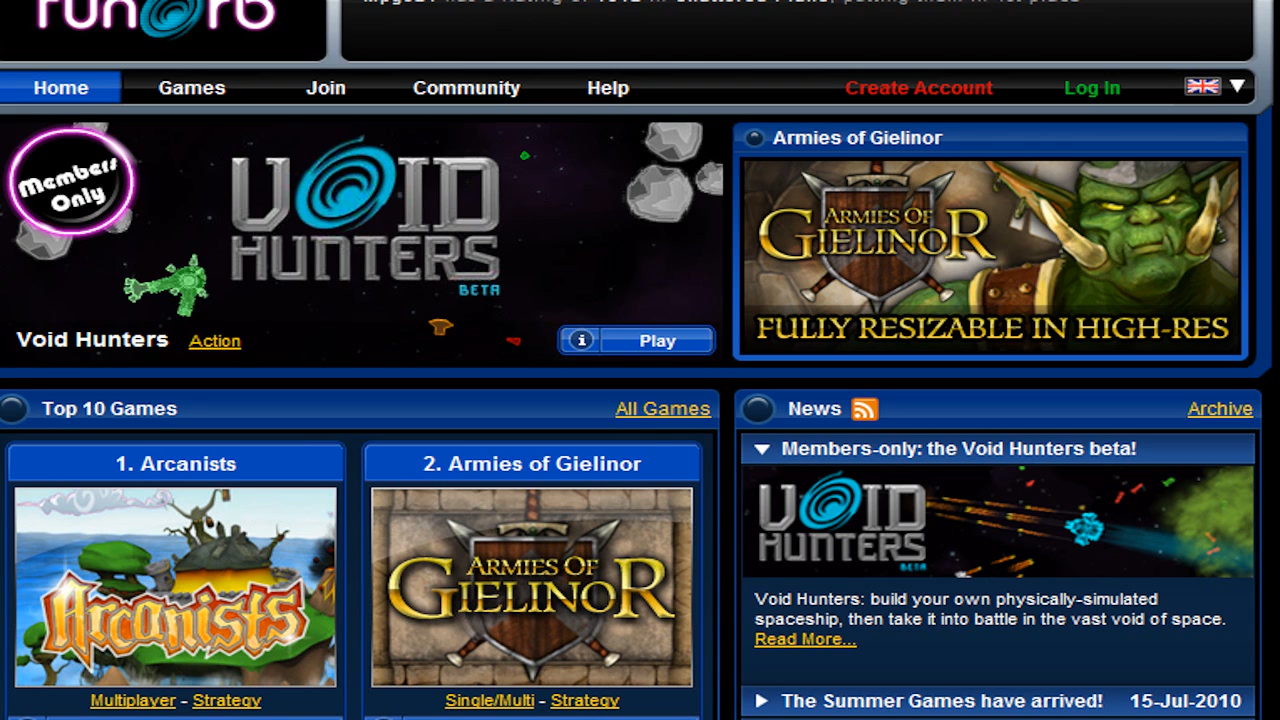 runorb
Home Games Join Community Help Create Account Log In
Members Only
VOID HUNTERS
BETA
Void Hunters Action
Play
Armies of Gielinor
ARMIES OF
GIELINOR
FULLY RESIZABLE IN HIGH-RES
Top 10 Games All Games
1. Arcanists
Arcanists
Multiplayer - Strategy
2. Armies of Gielinor
ARMIES OF
GIELINOR
Single/Multi - Strategy
News Archive
Members-only: the Void Hunters beta!
VOID
HUNTERS
BETA
Void Hunters: build your own physically-simulated
spaceship, then take it into battle in the vast void of space.
Read More...
The Summer Games have arrived! 15-Jul-2010